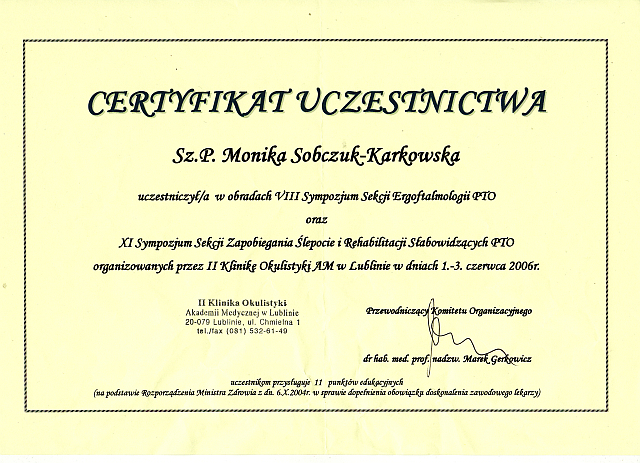 CERTYFIKAT UCZESTNICTWA
Sz.P. Monika Sobczuk-Karkowska
uczestniczył/a w obradach VIII Sympozjum Sekcji Ergoftalmologii PTO
oraz
XI Sympozjum Sekcji Zapobiegania Ślepocie i Rehabilitacji Słabowidzących PTO
organizowanych przez II Klinikę Okulistyki AM w Lublinie w dniach 1.-3. czerwca 2006r.
II Klinika Okulistyki
Akademii Medycznej w Lublinie
20-079 Lublinie, ul. Chmielna 1
tel./fax (081) 532-61-49
Przewodniczący Komitetu Organizacyjnego
dr hab. med. prof. nadzw. Marek Gerkowicz
uczestnikom przysługuje 11 punktów edukacyjnych
(na podstawie Rozporządzenia Ministra Zdrowia z dn. 6.X.2004r. w sprawie dopełnienia obowiązku doskonalenia zawodowego lekarzy)